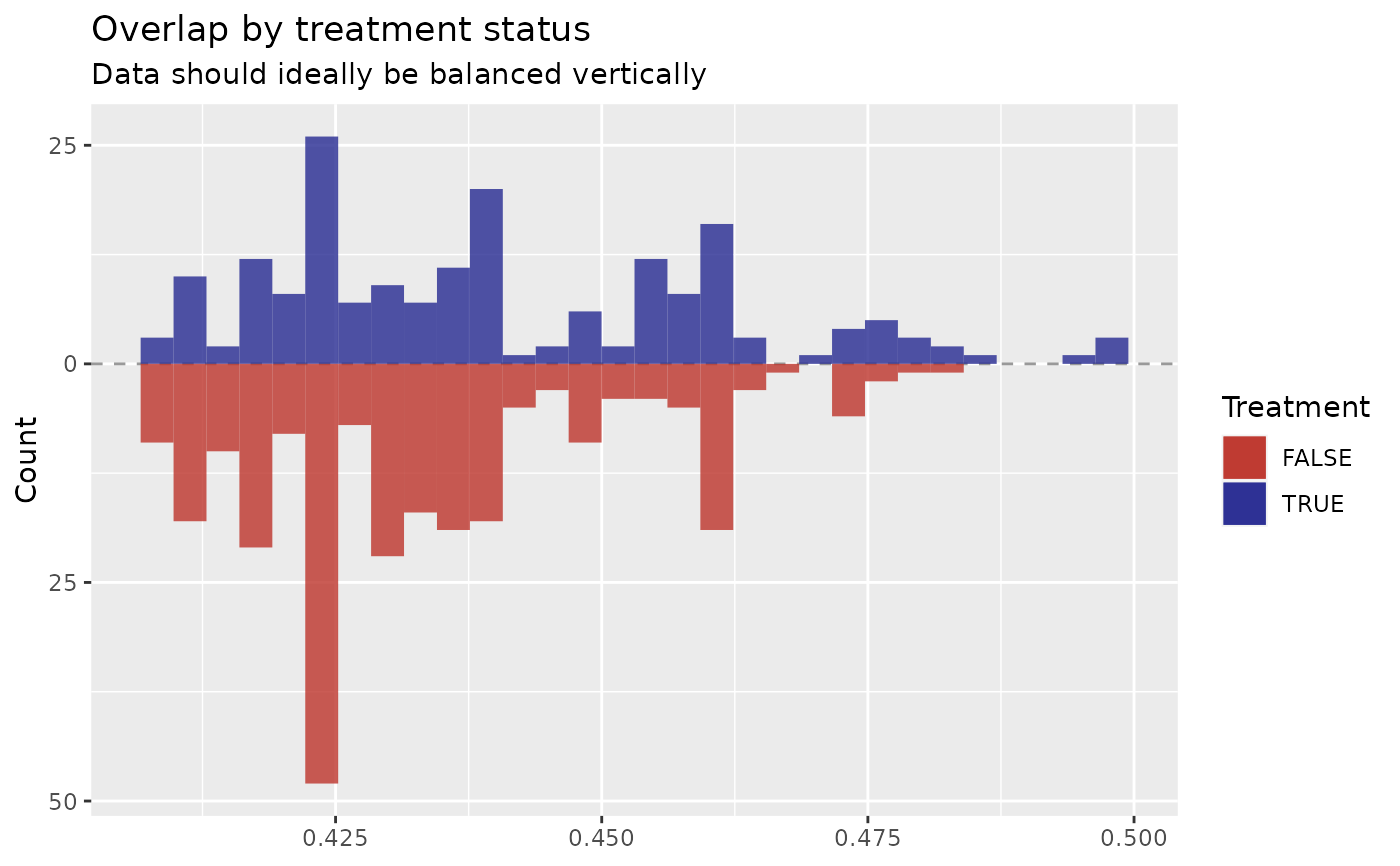 Overlap by treatment status
Data should ideally be balanced vertically
25
0
25
50
Count
0.425
0.450
0.475
0.500
Treatment
FALSE
TRUE